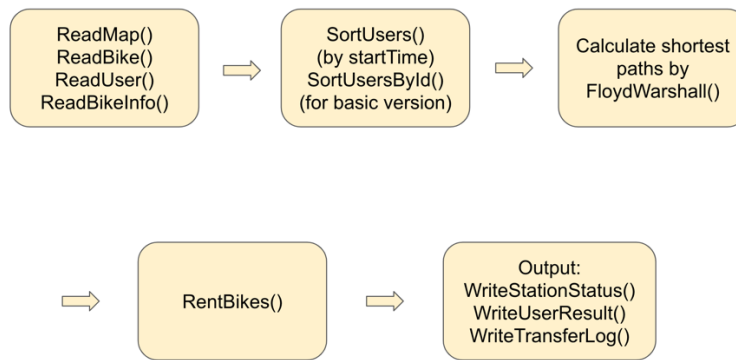 ReadMap()
ReadBike()
ReadUser()
ReadBikeInfo()
SortUsers()
(by startTime)
SortUsersById()
(for basic version)
Calculate shortest
paths by
FloydWarshall()
RentBikes()
Output:
WriteStationStatus()
WriteUserResult()
WriteTransferLog()